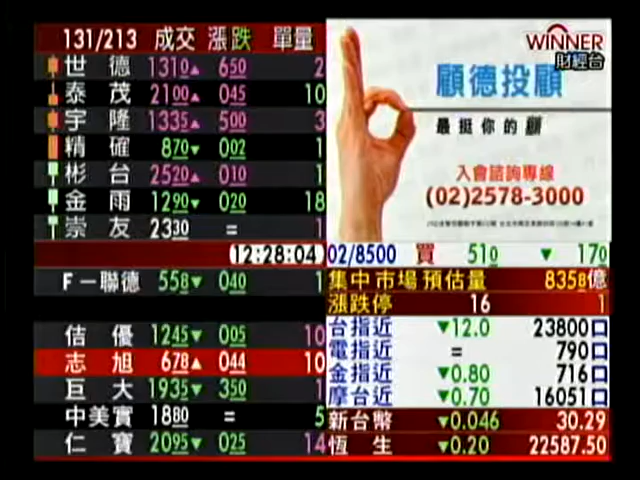 131/213 成交 漲跌 單量
世德 1310▲ 650 2
泰茂 2100▲ 045 10
宇隆 1335▲ 500 3
精確 870▼ 002 1
彬台 2520▲ 010 1
金雨 1290▼ 020 18
崇友 2330 = 1
12:28:04
F-聯德 558▼ 040 1
佶優 1245▼ 005 10
志旭 678▲ 044 10
巨大 1935▼ 350 1
中美實 1880 = 5
仁寶 2095▼ 025 14
WINNER
財經台
顧德投顧
最挺你的顧
入會諮詢專線
(02)2578-3000
02/8500 買 510 ▼ 170
集中市場預估量 835B億
漲跌停 16 1
台指近 ▼12.0 23800口
電指近 = 790口
金指近 ▼0.80 716口
摩台近 ▼0.70 16051口
新台幣 ▼0.046 30.29
恆生 ▼0.20 22587.50